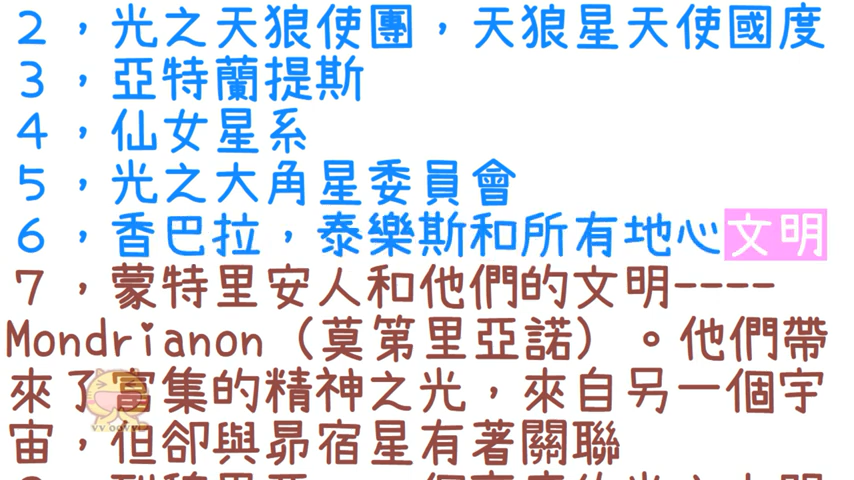 2，光之天狼使團，天狼星天使國度
3，亞特蘭提斯
4，仙女星系
5，光之大角星委員會
6，香巴拉，泰樂斯和所有地心文明
7，蒙特里安人和他們的文明----
Mondrianon（莫第里亞諾）。他們帶
來了富集的精神之光，來自另一個宇
宙，但卻與昴宿星有著關聯